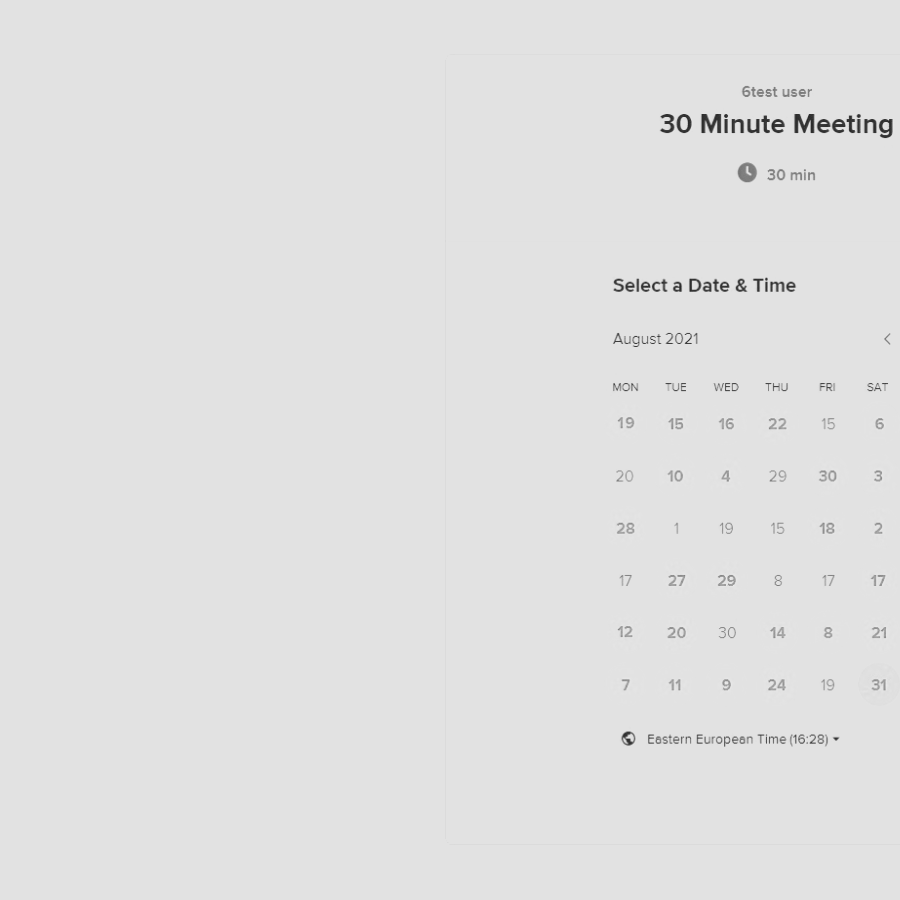 6test user
30 Minute Meeting
30 min
Select a Date & Time
August 2021
MON TUE WED THU FRI SAT
19 15 16 22 15 6
20 10 4 29 30 3
28 1 19 15 18 2
17 27 29 8 17 17
12 20 30 14 8 21
7 11 9 24 19 31
Eastern European Time (16:28)